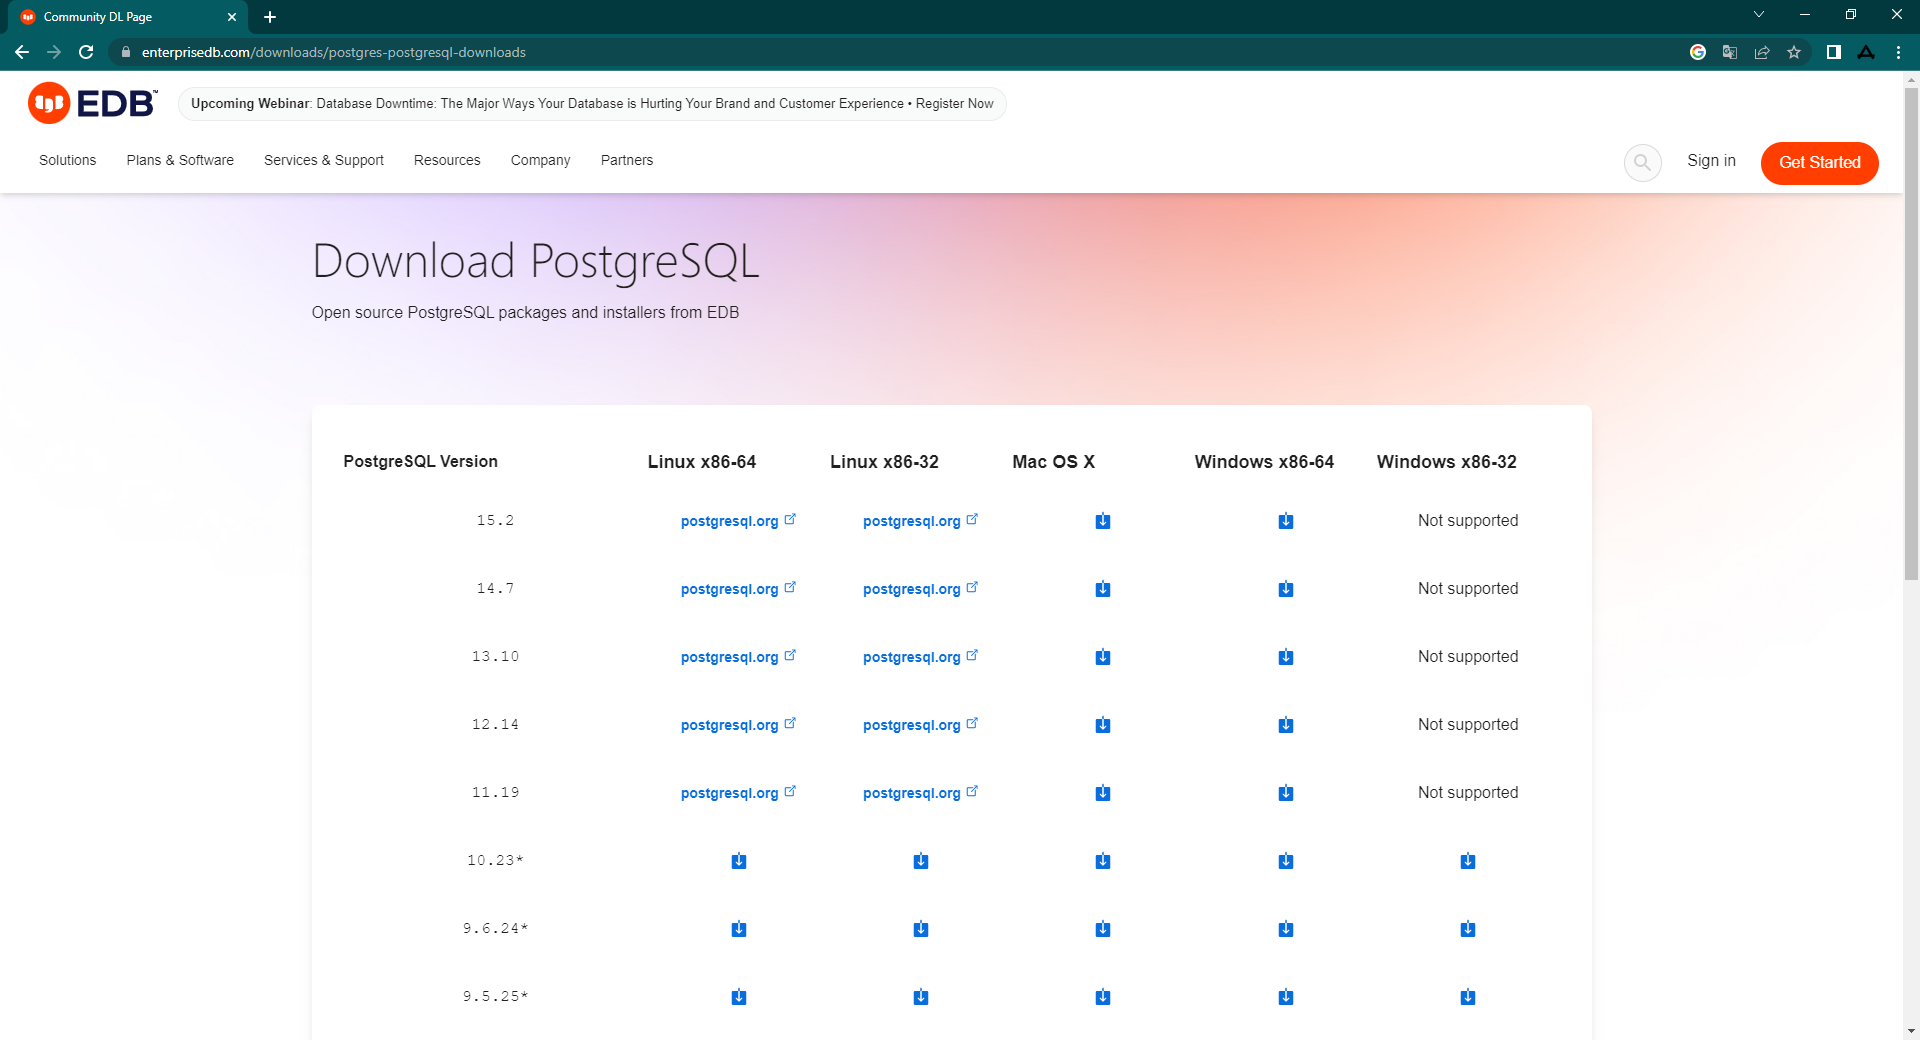 Community DL Page
enterprisedb.com/downloads/postgres-postgresql-downloads
EDB™
Upcoming Webinar: Database Downtime: The Major Ways Your Database is Hurting Your Brand and Customer Experience • Register Now
Solutions Plans & Software Services & Support Resources Company Partners
Sign in
Get Started
Download PostgreSQL
Open source PostgreSQL packages and installers from EDB
PostgreSQL Version Linux x86-64 Linux x86-32 Mac OS X Windows x86-64 Windows x86-32
15.2 postgresql.org postgresql.org Not supported
14.7 postgresql.org postgresql.org Not supported
13.10 postgresql.org postgresql.org Not supported
12.14 postgresql.org postgresql.org Not supported
11.19 postgresql.org postgresql.org Not supported
10.23*
9.6.24*
9.5.25*